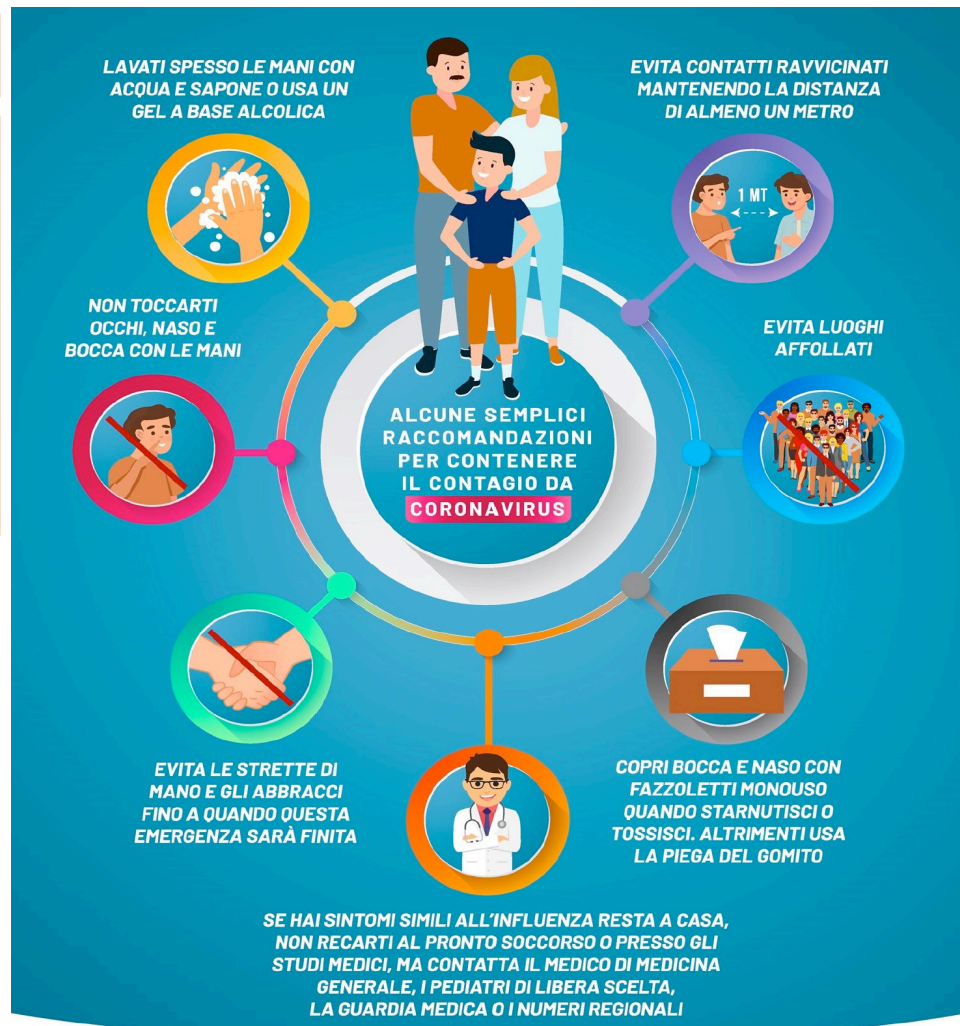 LAVATI SPESSO LE MANI CON
ACQUA E SAPONE O USA UN
GEL A BASE ALCOLICA
EVITA CONTATTI RAVVICINATI
MANTENENDO LA DISTANZA
DI ALMENO UN METRO
1 MT
NON TOCCARTI
OCCHI, NASO E
BOCCA CON LE MANI
EVITA LUOGHI
AFFOLLATI
ALCUNE SEMPLICI
RACCOMANDAZIONI
PER CONTENERE
IL CONTAGIO DA
CORONAVIRUS
EVITA LE STRETTE DI
MANO E GLI ABBRACCI
FINO A QUANDO QUESTA
EMERGENZA SARÀ FINITA
COPRI BOCCA E NASO CON
FAZZOLETTI MONOUSO
QUANDO STARNUTISCI O
TOSSISCI. ALTRIMENTI USA
LA PIEGA DEL GOMITO
SE HAI SINTOMI SIMILI ALL'INFLUENZA RESTA A CASA,
NON RECARTI AL PRONTO SOCCORSO O PRESSO GLI
STUDI MEDICI, MA CONTATTA IL MEDICO DI MEDICINA
GENERALE, I PEDIATRI DI LIBERA SCELTA,
LA GUARDIA MEDICA O I NUMERI REGIONALI